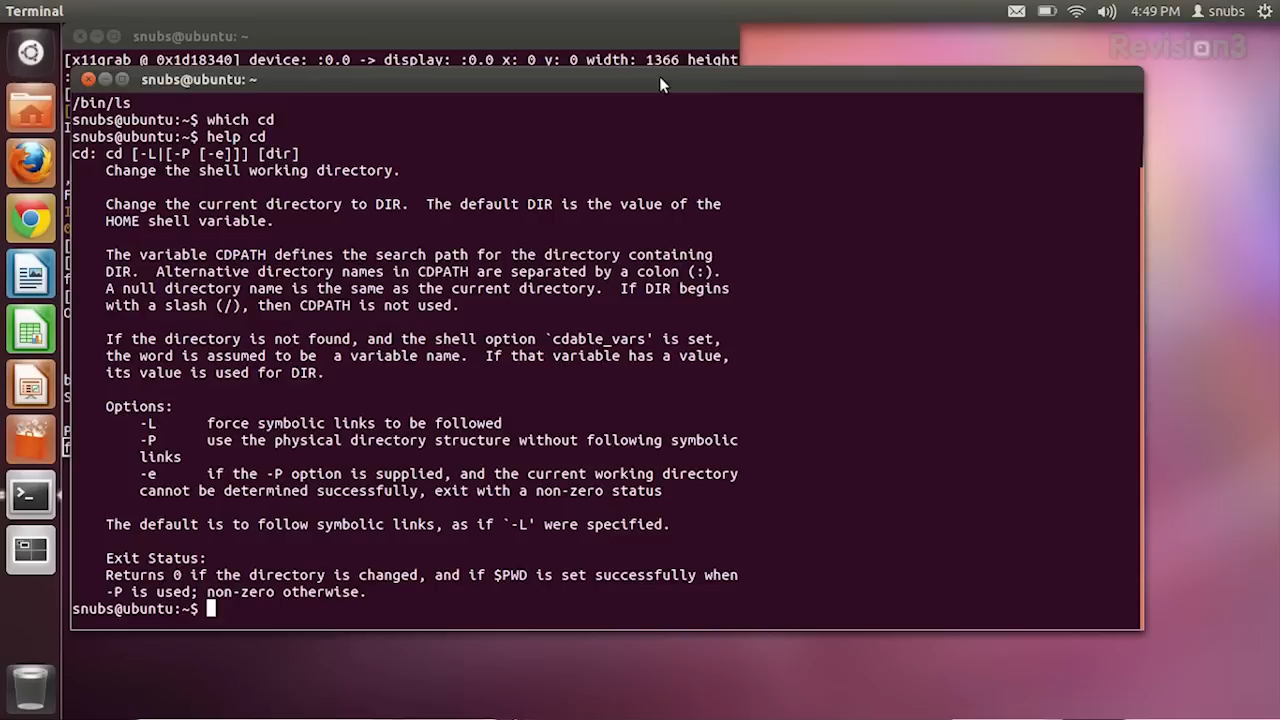 Terminal
4:49 PM
snubs
snubs@ubuntu: ~
Revision3
[x11grab @ 0x1d18340] device: :0.0 -> display: :0.0 x: 0 y: 0 width: 1366 height
snubs@ubuntu: ~
/bin/ls
snubs@ubuntu:~$ which cd
snubs@ubuntu:~$ help cd
cd: cd [-L|[-P [-e]]] [dir]
    Change the shell working directory.
    Change the current directory to DIR.  The default DIR is the value of the
    HOME shell variable.
    The variable CDPATH defines the search path for the directory containing
    DIR.  Alternative directory names in CDPATH are separated by a colon (:).
    A null directory name is the same as the current directory.  If DIR begins
    with a slash (/), then CDPATH is not used.
    If the directory is not found, and the shell option `cdable_vars' is set,
    the word is assumed to be  a variable name.  If that variable has a value,
    its value is used for DIR.
    Options:
        -L      force symbolic links to be followed
        -P      use the physical directory structure without following symbolic
        links
        -e      if the -P option is supplied, and the current working directory
        cannot be determined successfully, exit with a non-zero status
    The default is to follow symbolic links, as if `-L' were specified.
    Exit Status:
    Returns 0 if the directory is changed, and if $PWD is set successfully when
    -P is used; non-zero otherwise.
snubs@ubuntu:~$